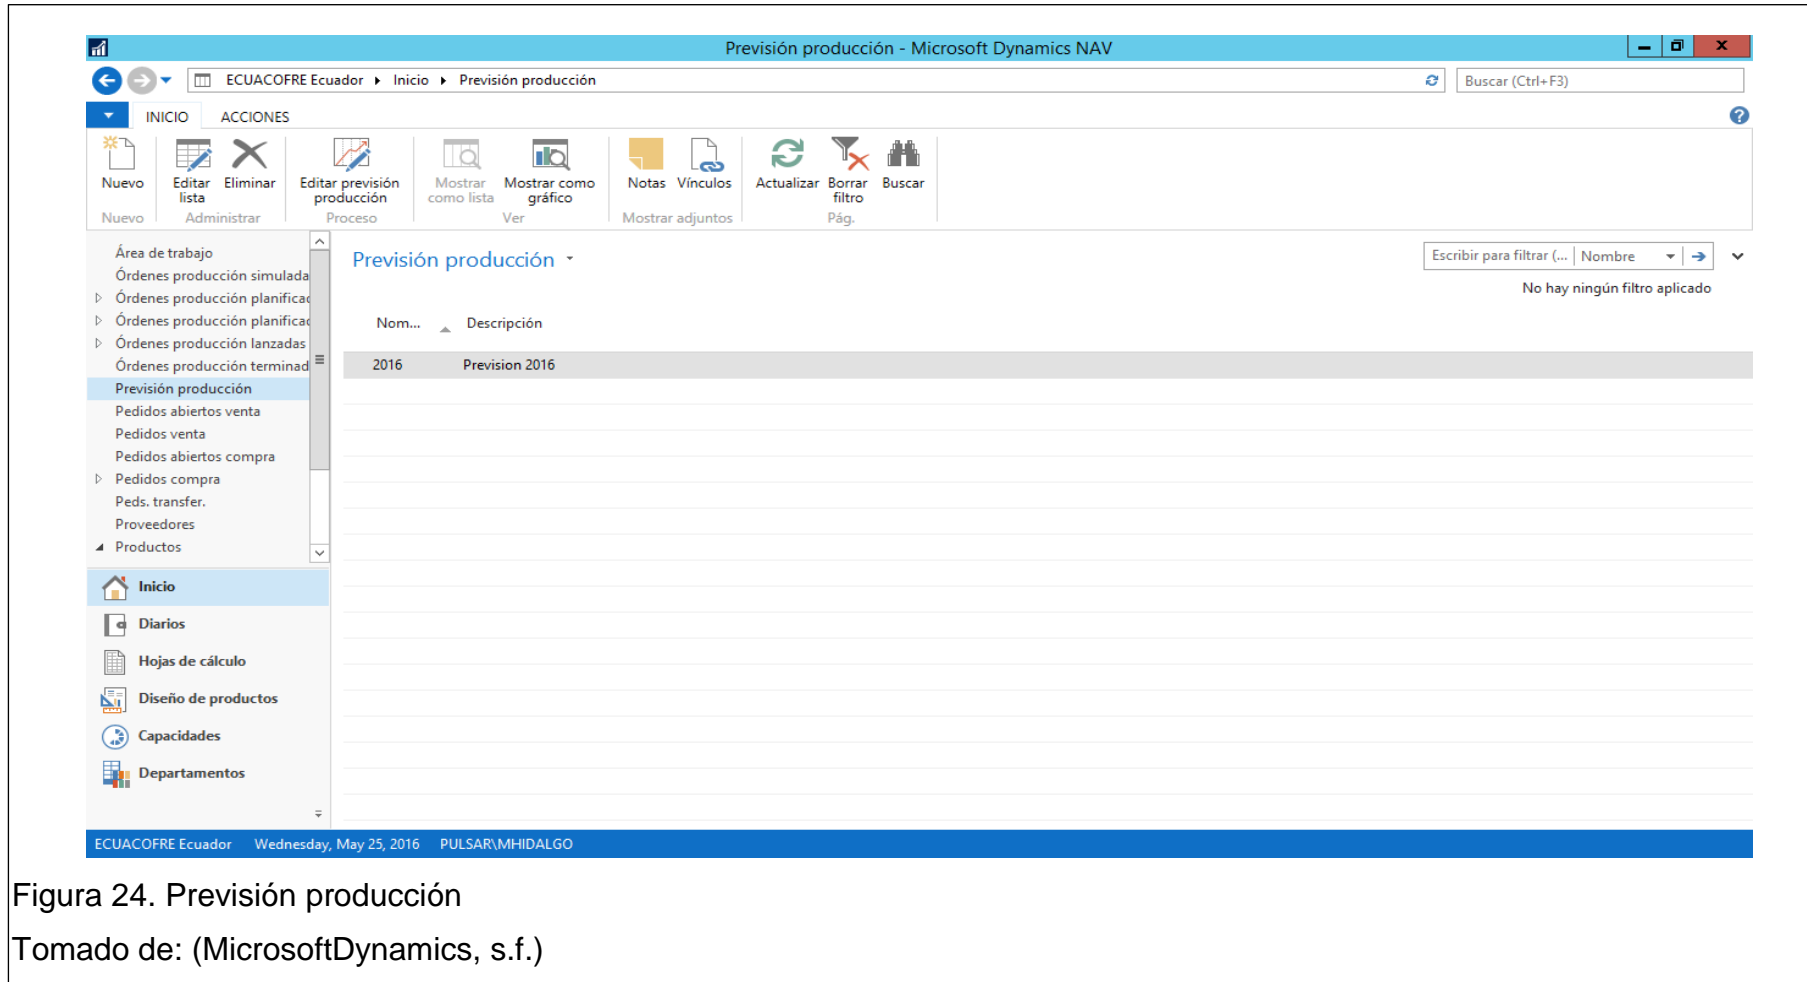 Previsión producción - Microsoft Dynamics NAV
ECUACOFRE Ecuador Inicio Previsión producción
Buscar (Ctrl+F3)
INICIO ACCIONES
Nuevo
Editar lista
Eliminar
Editar previsión producción
Mostrar como lista
Mostrar como gráfico
Notas
Vínculos
Actualizar
Borrar filtro
Buscar
Nuevo Administrar Proceso Ver Mostrar adjuntos Pág.
Área de trabajo
Órdenes producción simulada
Órdenes producción planificac
Órdenes producción planificac
Órdenes producción lanzadas
Órdenes producción terminad
Previsión producción
Pedidos abiertos venta
Pedidos venta
Pedidos abiertos compra
Pedidos compra
Peds. transfer.
Proveedores
Productos
Inicio
Diarios
Hojas de cálculo
Diseño de productos
Capacidades
Departamentos
Previsión producción
Escribir para filtrar (... Nombre
No hay ningún filtro aplicado
Nom... Descripción
2016 Prevision 2016
ECUACOFRE Ecuador Wednesday, May 25, 2016 PULSAR\MHIDALGO
Figura 24. Previsión producción
Tomado de: (MicrosoftDynamics, s.f.)